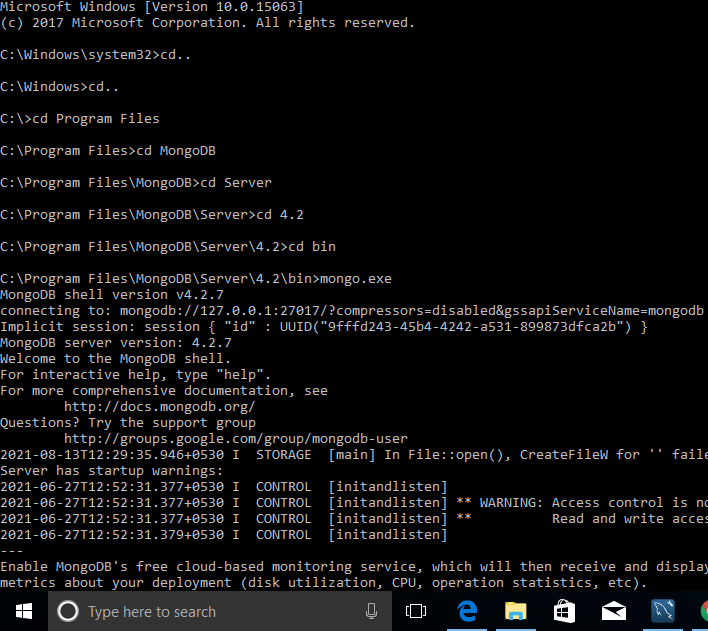 Microsoft Windows [Version 10.0.15063]
(c) 2017 Microsoft Corporation. All rights reserved.
C:\Windows\system32>cd..
C:\Windows>cd..
C:\>cd Program Files
C:\Program Files>cd MongoDB
C:\Program Files\MongoDB>cd Server
C:\Program Files\MongoDB\Server>cd 4.2
C:\Program Files\MongoDB\Server\4.2>cd bin
C:\Program Files\MongoDB\Server\4.2\bin>mongo.exe
MongoDB shell version v4.2.7
connecting to: mongodb://127.0.0.1:27017/?compressors=disabled&gssapiServiceName=mongodb
Implicit session: session { "id" : UUID("9fffd243-45b4-4242-a531-899873dfca2b") }
MongoDB server version: 4.2.7
Welcome to the MongoDB shell.
For interactive help, type "help".
For more comprehensive documentation, see
http://docs.mongodb.org/
Questions? Try the support group
http://groups.google.com/group/mongodb-user
2021-08-13T12:29:35.946+0530 I  STORAGE  [main] In File::open(), CreateFileW for '' faile
Server has startup warnings:
2021-06-27T12:52:31.377+0530 I  CONTROL  [initandlisten]
2021-06-27T12:52:31.377+0530 I  CONTROL  [initandlisten] ** WARNING: Access control is no
2021-06-27T12:52:31.377+0530 I  CONTROL  [initandlisten] **          Read and write acces
2021-06-27T12:52:31.379+0530 I  CONTROL  [initandlisten]
---
Enable MongoDB's free cloud-based monitoring service, which will then receive and display
metrics about your deployment (disk utilization, CPU, operation statistics, etc).
Type here to search